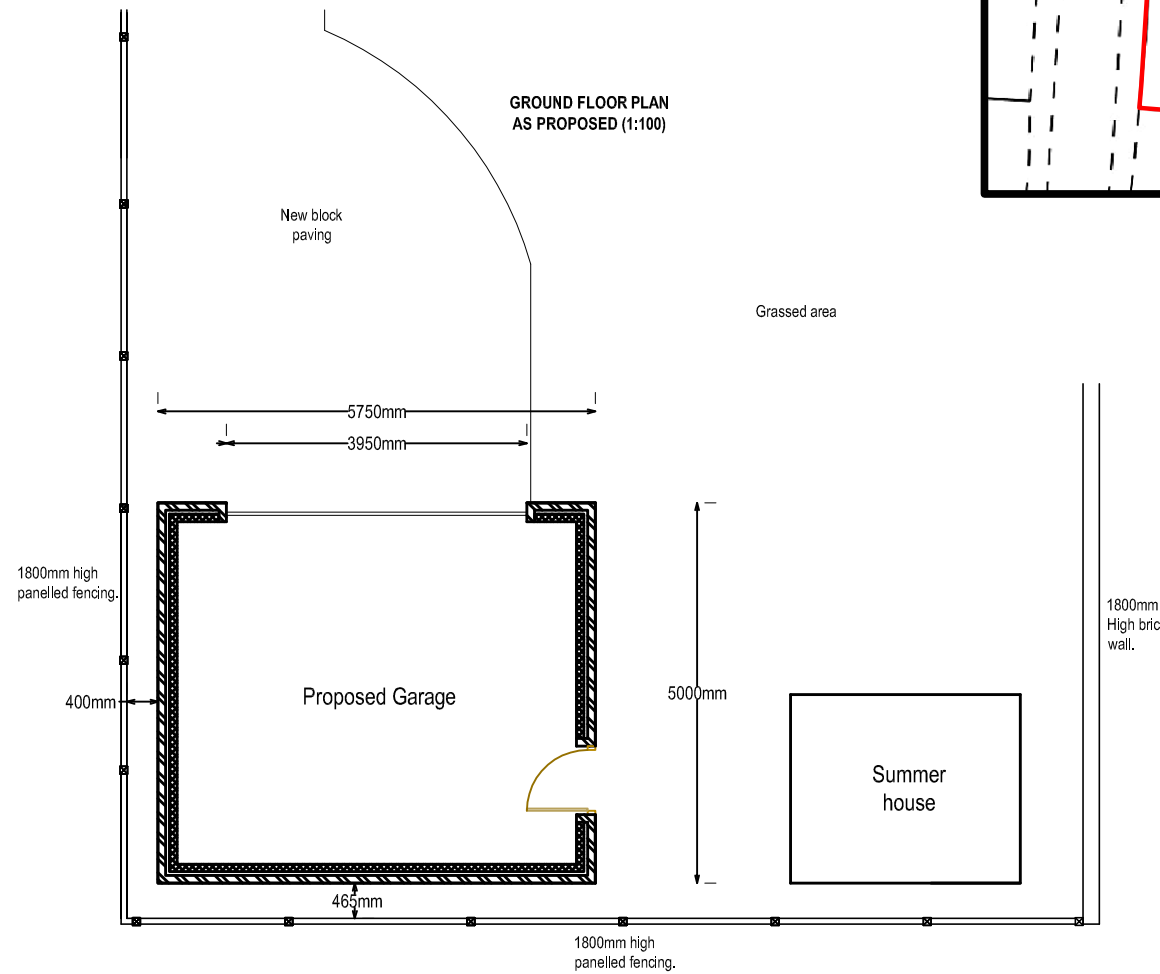 GROUND FLOOR PLAN
AS PROPOSED (1:100)
New block
paving
Grassed area
5750mm
3950mm
1800mm high
panelled fencing.
1800mm
High bric
wall.
400mm
Proposed Garage
5000mm
Summer
house
465mm
1800mm high
panelled fencing.